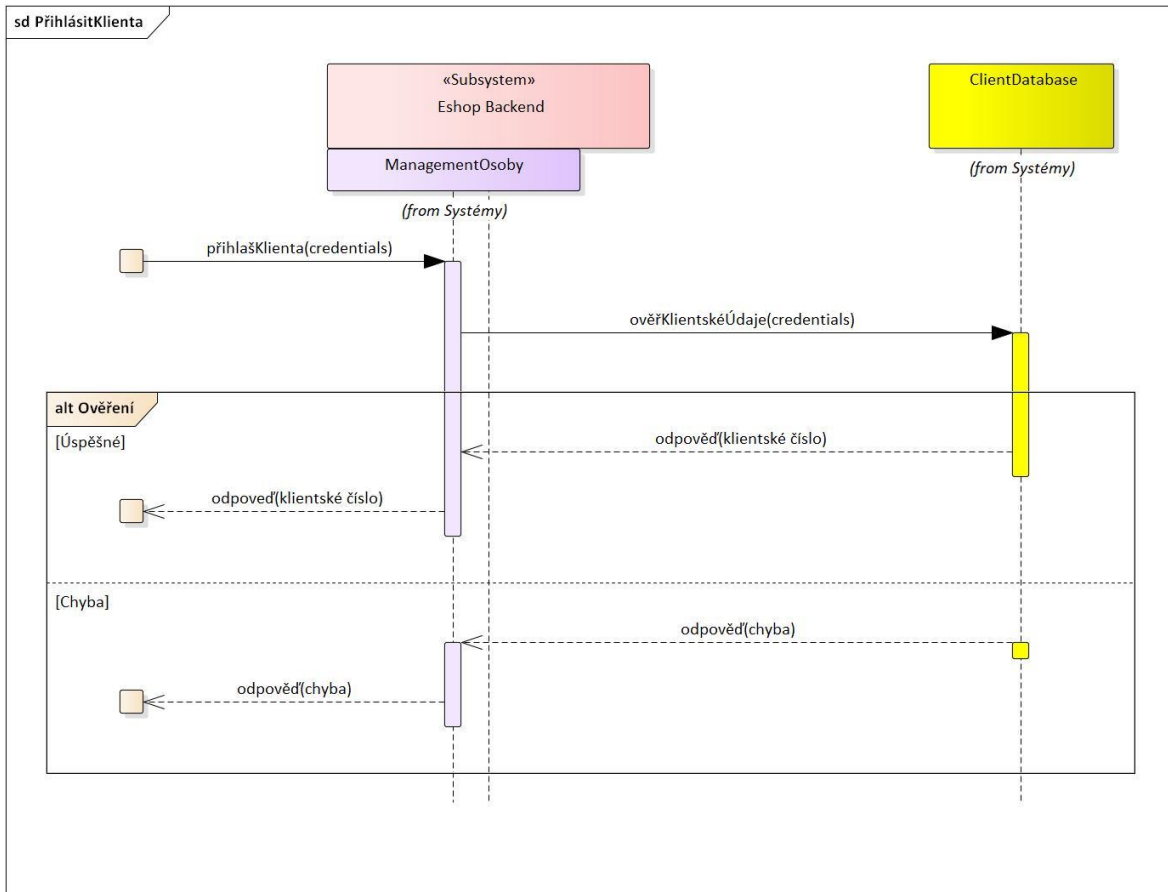 sd PřihlásitKlienta
«Subsystem»
Eshop Backend
ClientDatabase
ManagementOsoby
(from Systémy)
(from Systémy)
přihlašKlienta(credentials)
ověřKlientskéÚdaje(credentials)
alt Ověření
[Úspěšné]
odpověď(klientské číslo)
odpoveď(klientské číslo)
[Chyba]
odpověď(chyba)
odpověď(chyba)